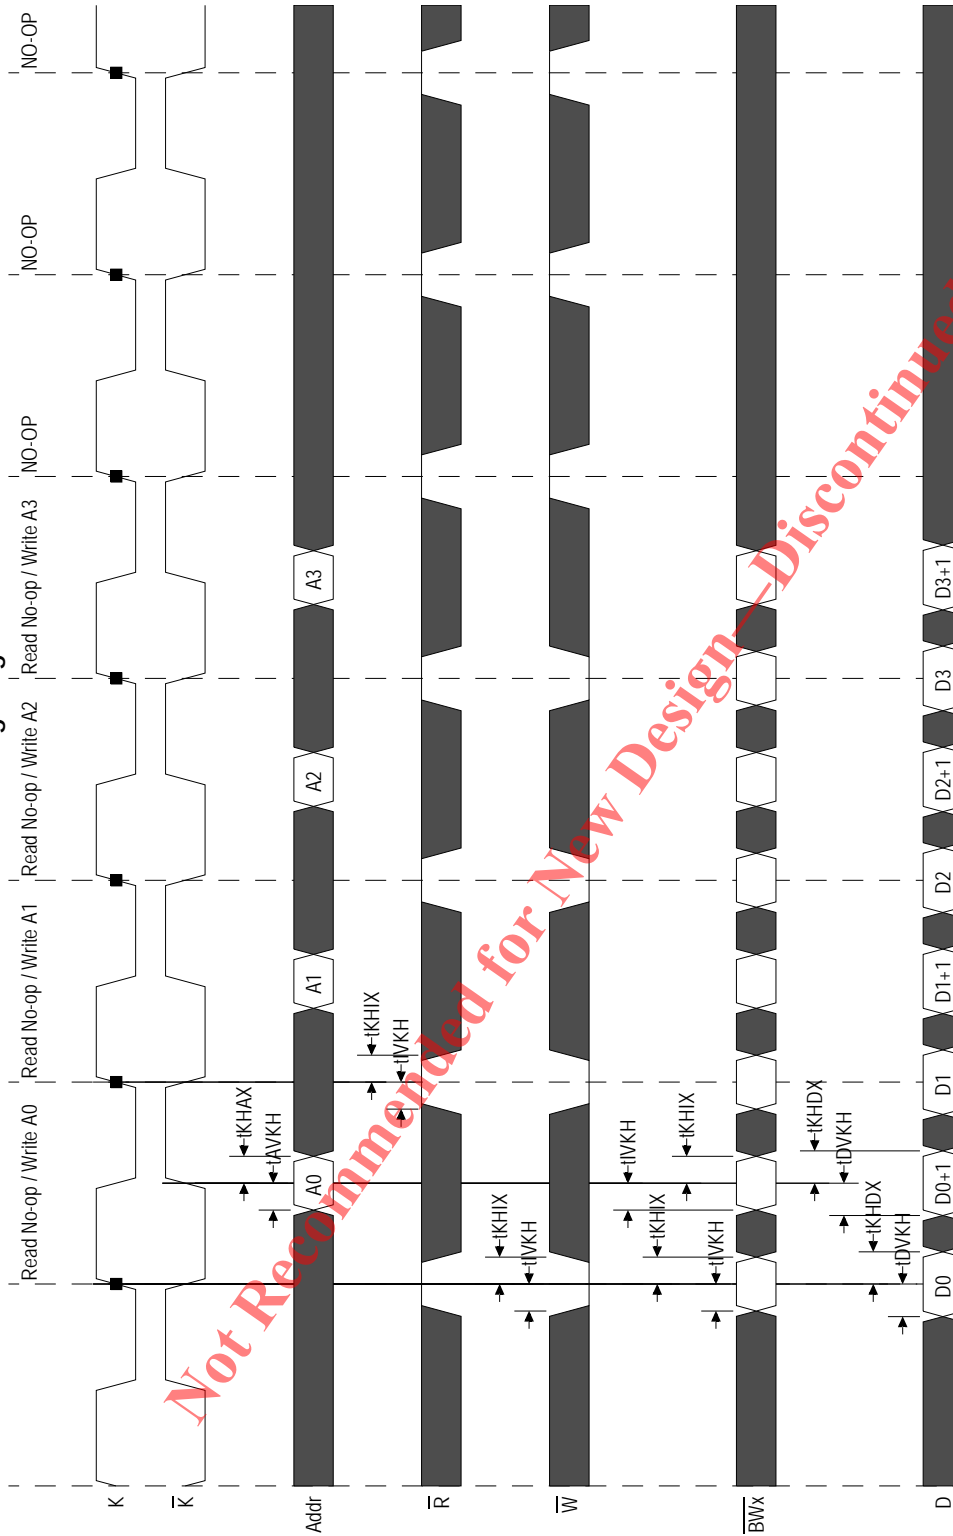 Read No-op / Write A0
Read No-op / Write A1
Read No-op / Write A2
Read No-op / Write A3
NO-OP
NO-OP
NO-OP
K
K
Addr
A0
A1
A2
A3
tKHAX
tAVKH
R
tKHIX
tIVKH
W
tKHIX
tIVKH
BWx
tIVKH
tKHIX
tKHIX
tIVKH
D
D0
D0+1
D1
D1+1
D2
D2+1
D3
D3+1
tKHDX
tDVKH
tKHDX
tDVKH
Not Recommended for New Design—Discontinued